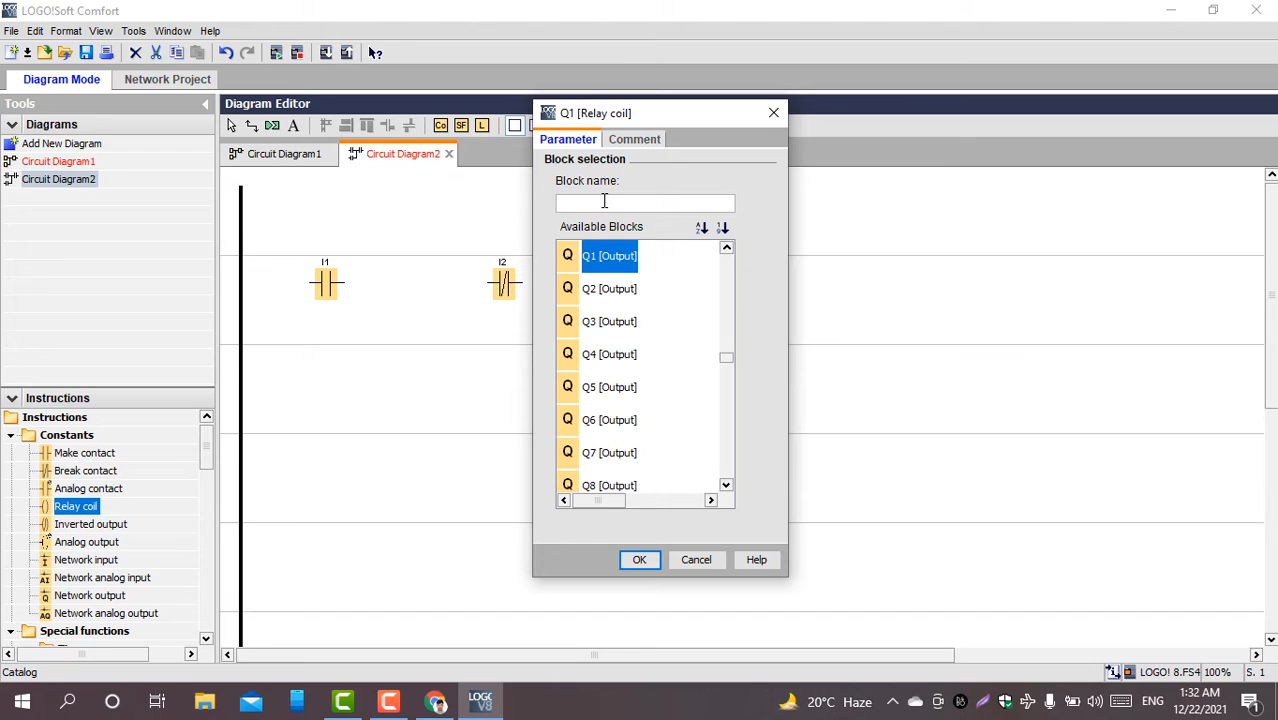 LOGO!Soft Comfort
File Edit Format View Tools Window Help
Diagram Mode Network Project
Tools
Diagrams
Add New Diagram
Circuit Diagram1
Circuit Diagram2
Instructions
Instructions
Constants
Make contact
Break contact
Analog contact
Relay coil
Inverted output
Analog output
Network input
Network analog input
Network output
Network analog output
Special functions
Diagram Editor
A Co SF L
Circuit Diagram1 Circuit Diagram2
I1 I2
Q1 [Relay coil]
Parameter Comment
Block selection
Block name:
Available Blocks
Q Q1 [Output]
Q Q2 [Output]
Q Q3 [Output]
Q Q4 [Output]
Q Q5 [Output]
Q Q6 [Output]
Q Q7 [Output]
Q Q8 [Output]
OK Cancel Help
Catalog LOGO! 8.FS4 100% S. 1
20°C Haze ENG 1:32 AM
12/22/2021